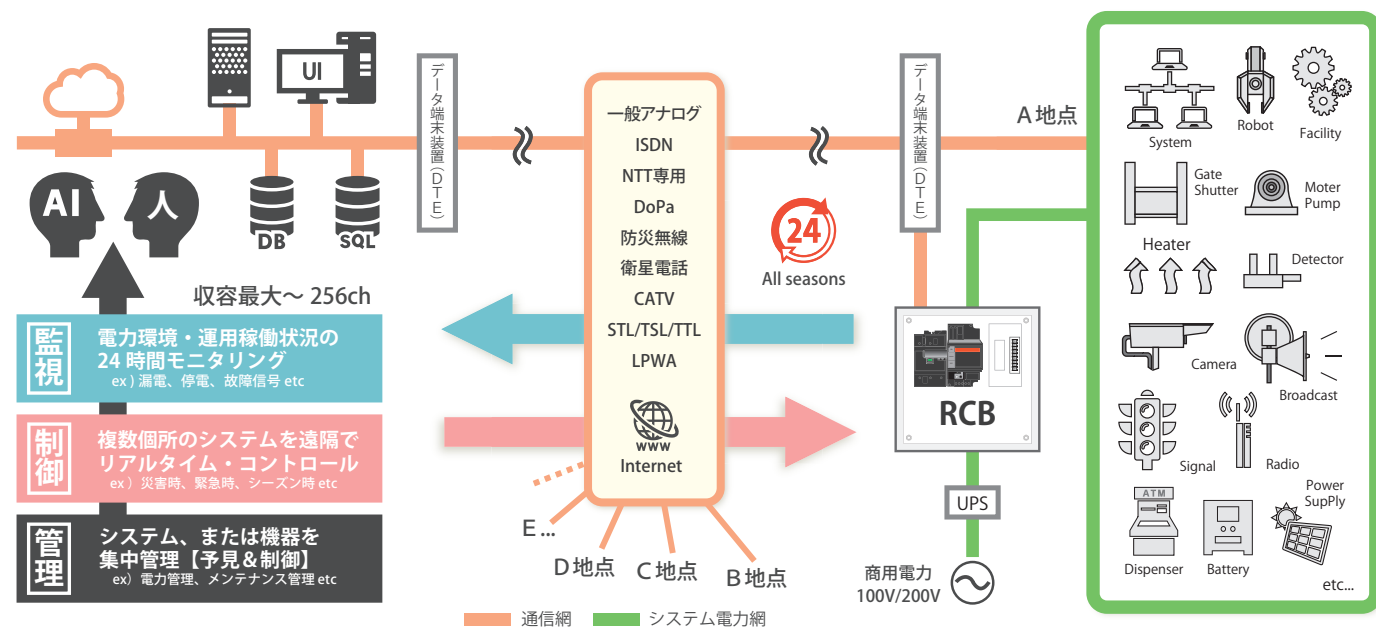 UI
データ端末装置(DTE)
AI
人
DB
SQL
収容最大～256ch
監視
電力環境・運用稼働状況の
24時間モニタリング
ex)漏電、停電、故障信号 etc
制御
複数個所のシステムを遠隔で
リアルタイム・コントロール
ex）災害時、緊急時、シーズン時 etc
管理
システム、または機器を
集中管理【予見＆制御】
ex）電力管理、メンテナンス管理 etc
一般アナログ
ISDN
NTT専用
DoPa
防災無線
衛星電話
CATV
STL/TSL/TTL
LPWA
WWW
Internet
E...
D地点
C地点
B地点
通信網
システム電力網
24
All seasons
データ端末装置(DTE)
RCB
UPS
商用電力
100V/200V
A地点
System
Robot
Facility
Gate
Shutter
Moter
Pump
Heater
Detector
Camera
Broadcast
Signal
Radio
ATM
Dispenser
Battery
Power
SupPly
etc...